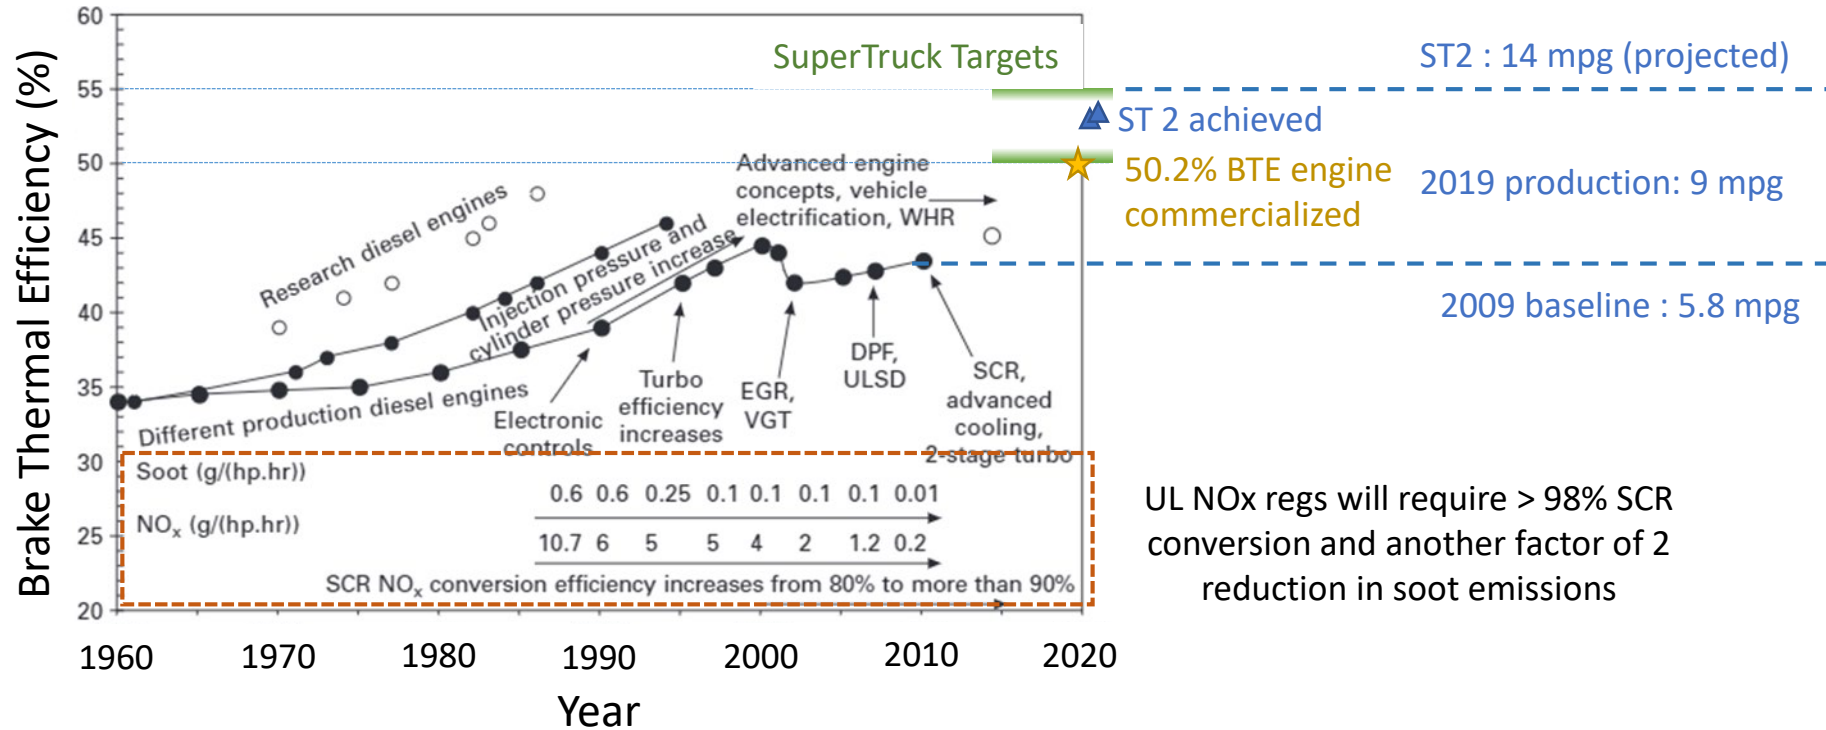 60
55
50
45
40
35
30
25
20
Brake Thermal Efficiency (%)
1960
1970
1980
1990
2000
2010
2020
Year
SuperTruck Targets
ST2 : 14 mpg (projected)
ST 2 achieved
50.2% BTE engine
commercialized
2019 production: 9 mpg
2009 baseline : 5.8 mpg
Advanced engine
concepts, vehicle
electrification, WHR
Research diesel engines
Injection pressure and
cylinder pressure increase
Different production diesel engines
Electronic
controls
Turbo
efficiency
increases
EGR,
VGT
DPF,
ULSD
SCR,
advanced
cooling,
2-stage turbo
Soot (g/(hp.hr))
0.6 0.6 0.25 0.1 0.1 0.1 0.1 0.01
NOx (g/(hp.hr))
10.7 6 5 5 4 2 1.2 0.2
SCR NOx conversion efficiency increases from 80% to more than 90%
UL NOx regs will require > 98% SCR
conversion and another factor of 2
reduction in soot emissions